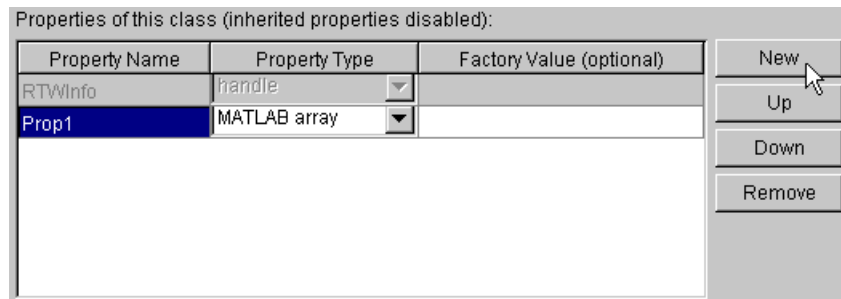 Properties of this class (inherited properties disabled):
Property Name Property Type Factory Value (optional) New
RTWInfo handle
Up
Prop1 MATLAB array
Down
Remove